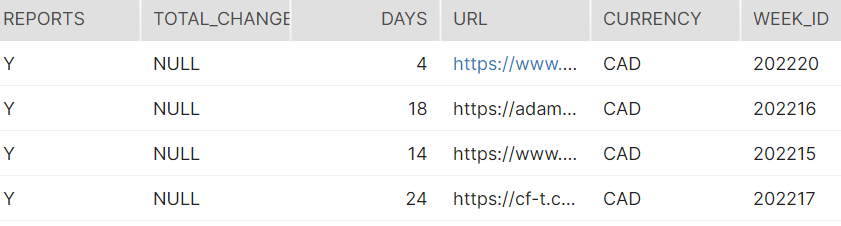 REPORTS TOTAL_CHANGE DAYS URL CURRENCY WEEK_ID
Y NULL 4 https://www.... CAD 202220
Y NULL 18 https://adam... CAD 202216
Y NULL 14 https://www.... CAD 202215
Y NULL 24 https://cf-t.c... CAD 202217